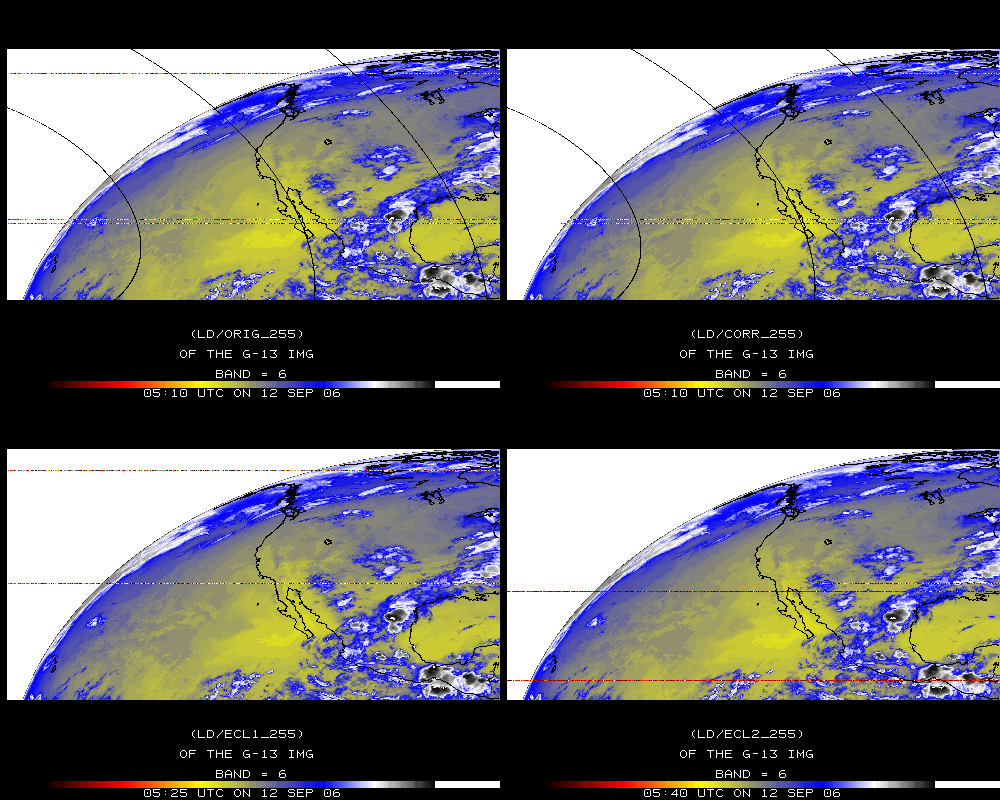 (LD/ORIG_255)
OF THE G-13 IMG
BAND = 6
05:10 UTC ON 12 SEP 06
(LD/CORR_255)
OF THE G-13 IMG
BAND = 6
05:10 UTC ON 12 SEP 06
(LD/ECL1_255)
OF THE G-13 IMG
BAND = 6
05:25 UTC ON 12 SEP 06
(LD/ECL2_255)
OF THE G-13 IMG
BAND = 6
05:40 UTC ON 12 SEP 06